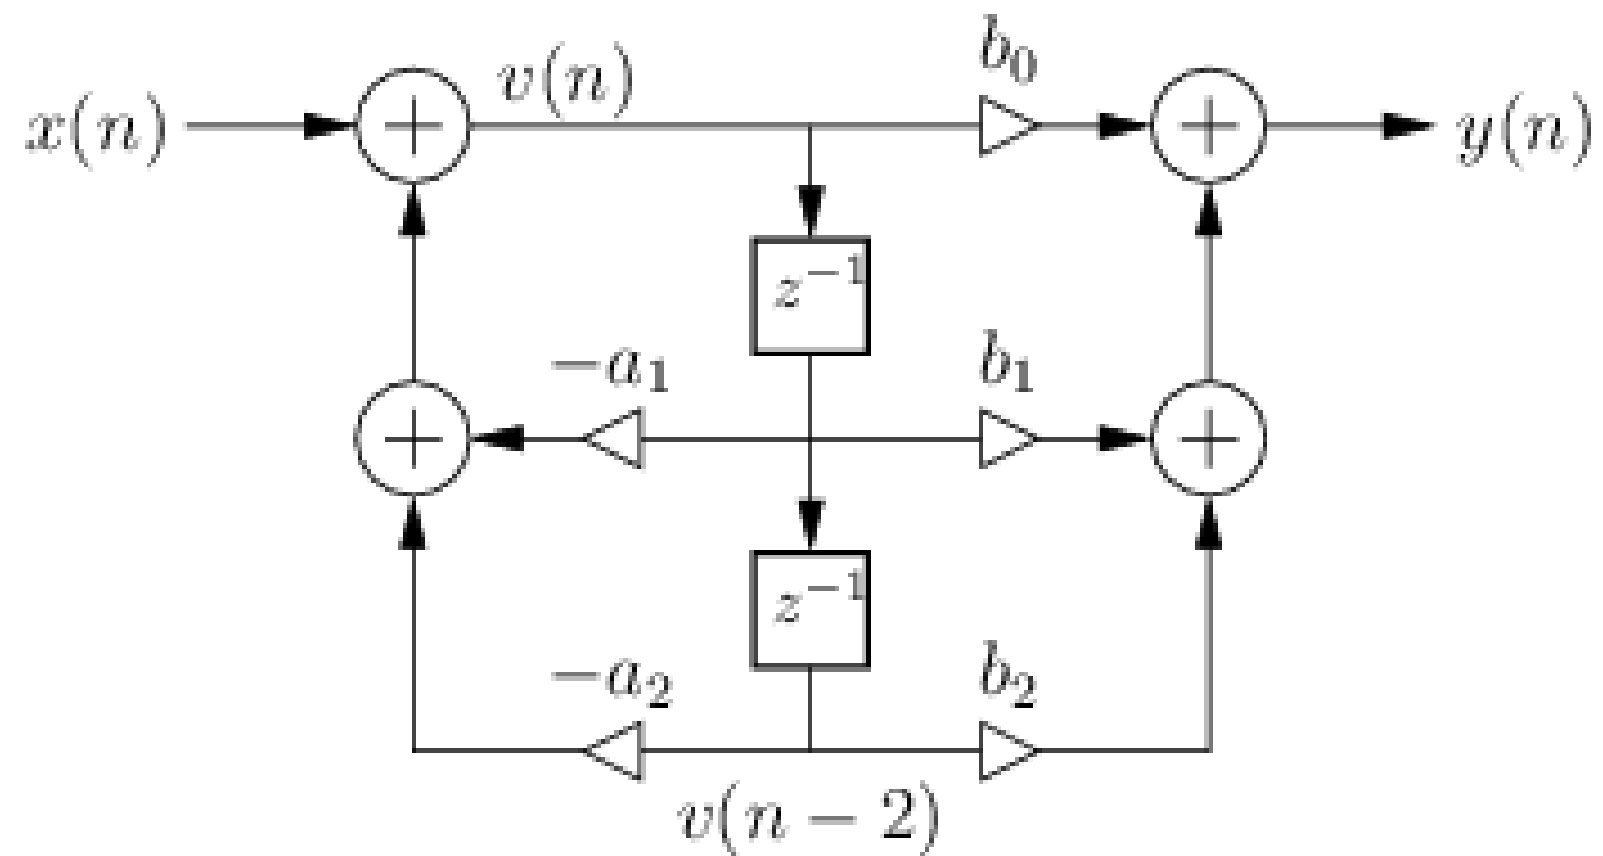 x(n) + v(n) b₀ + y(n)
z⁻¹
+ −a₁ b₁ +
z⁻¹
−a₂ b₂
v(n − 2)